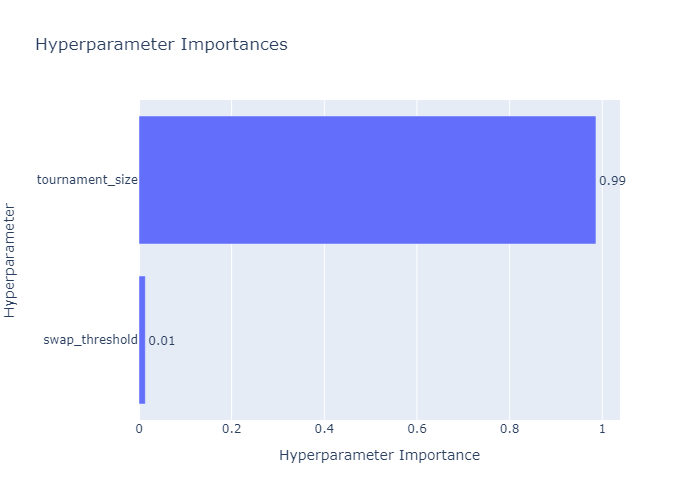 Hyperparameter Importances
Hyperparameter
tournament_size
0.99
swap_threshold
0.01
0
0.2
0.4
0.6
0.8
1
Hyperparameter Importance